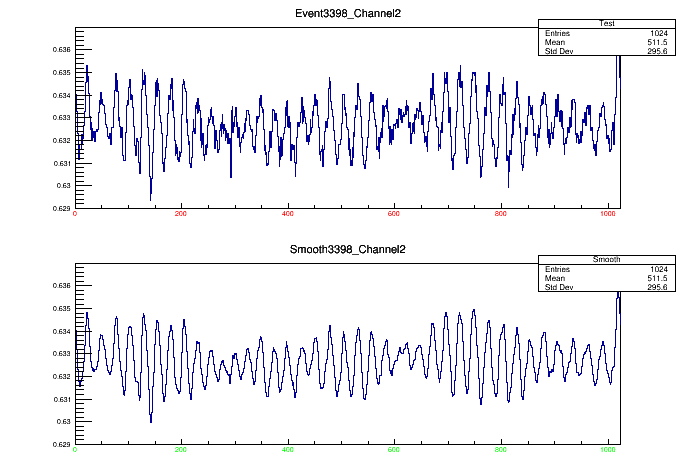 Event3398_Channel2
Test
Entries 1024
Mean 511.5
Std Dev 295.6
0.636
0.635
0.634
0.633
0.632
0.631
0.63
0.629
0 200 400 600 800 1000
Smooth3398_Channel2
Smooth
Entries 1024
Mean 511.5
Std Dev 295.6
0.636
0.635
0.634
0.633
0.632
0.631
0.63
0.629
0 200 400 600 800 1000